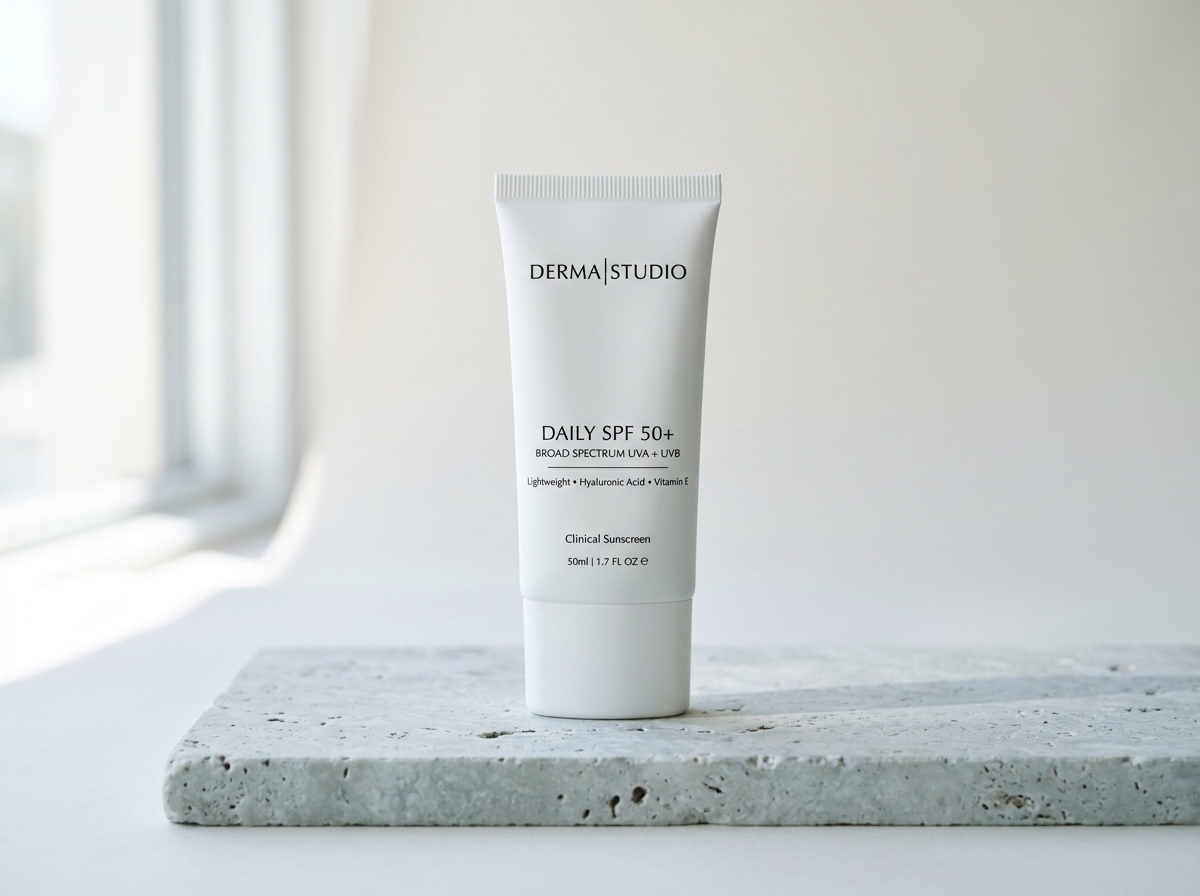 DERMA|STUDIO
DAILY SPF 50+
BROAD SPECTRUM UVA + UVB
Lightweight • Hyaluronic Acid • Vitamin E
Clinical Sunscreen
50ml | 1.7 FL OZ ℮